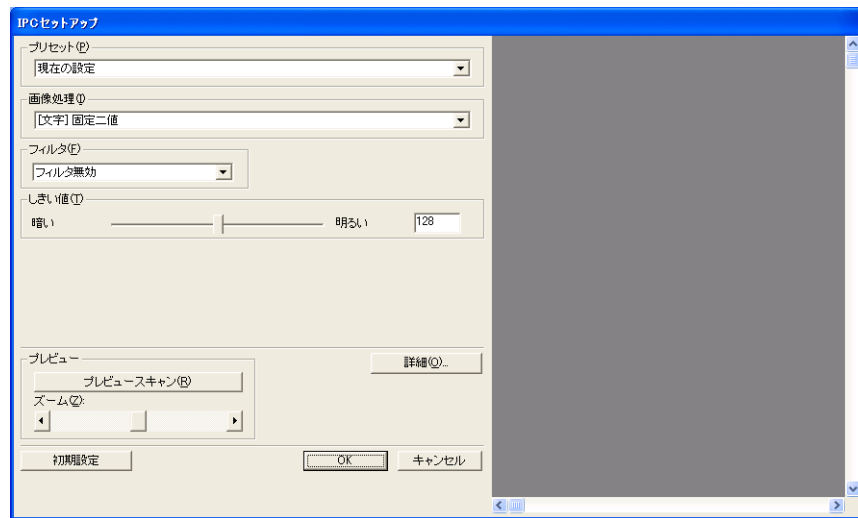 IPCセットアップ
プリセット(P)
現在の設定
画像処理(I)
[文字] 固定二値
フィルタ(F)
フィルタ無効
しきい値(T)
暗い 明るい 128
プレビュー
詳細(O)...
プレビュースキャン(R)
ズーム(Z):
初期設定 OK キャンセル